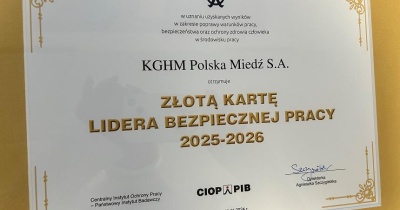 w uznaniu uzyskanych wyników
w zakresie poprawy warunków pracy,
bezpieczeństwa oraz ochrony zdrowia człowieka
w środowisku pracy
KGHM Polska Miedź S.A.
otrzymuje
ZŁOTĄ KARTĘ
LIDERA BEZPIECZNEJ PRACY
2025-2026
Centralny Instytut Ochrony Pracy
– Państwowy Instytut Badawczy
CIOP PIB
Agnieszka Szczygielska